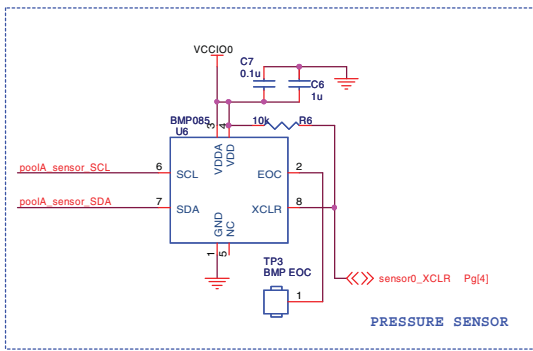 VCCIO0
C7
0.1u
C6
1u
BMP085
U6
10k
R6
3
4
VDDA
VDD
poolA_sensor_SCL
6
SCL
EOC
2
poolA_sensor_SDA
7
SDA
XCLR
8
GND
NC
1
5
TP3
BMP EOC
1
sensor0_XCLR Pg[4]
PRESSURE SENSOR